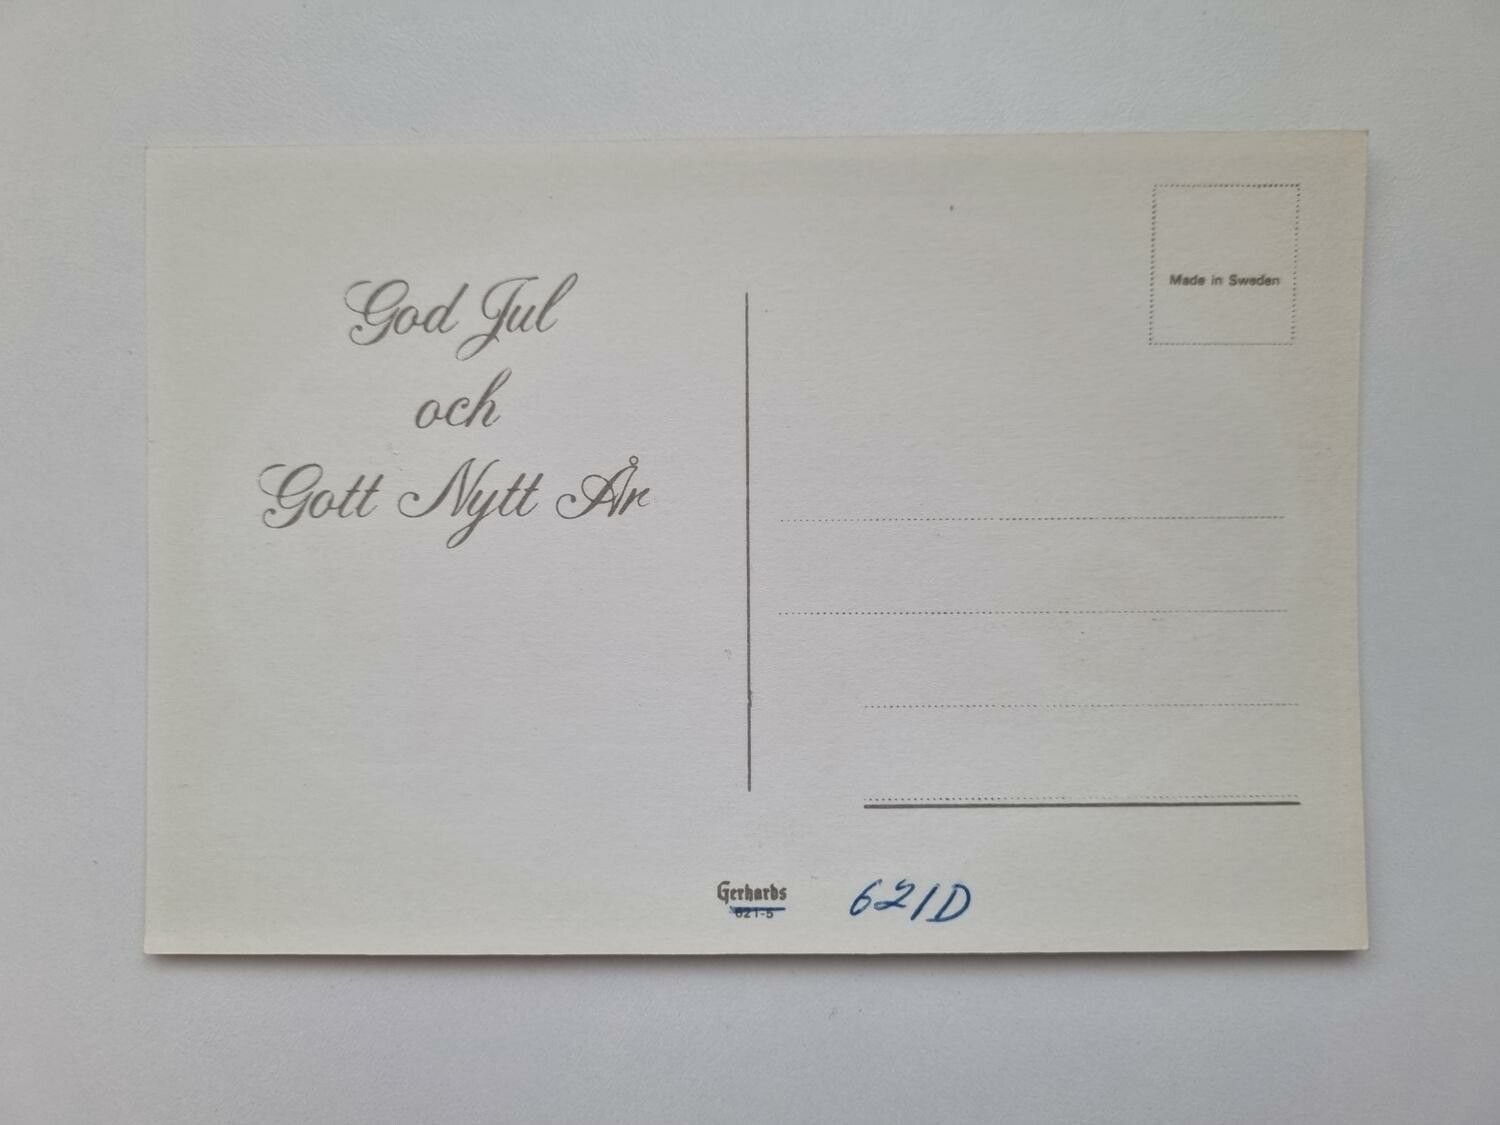 God Jul
och
Gott Nytt År
Made in Sweden
Gerhards
621-5
621D